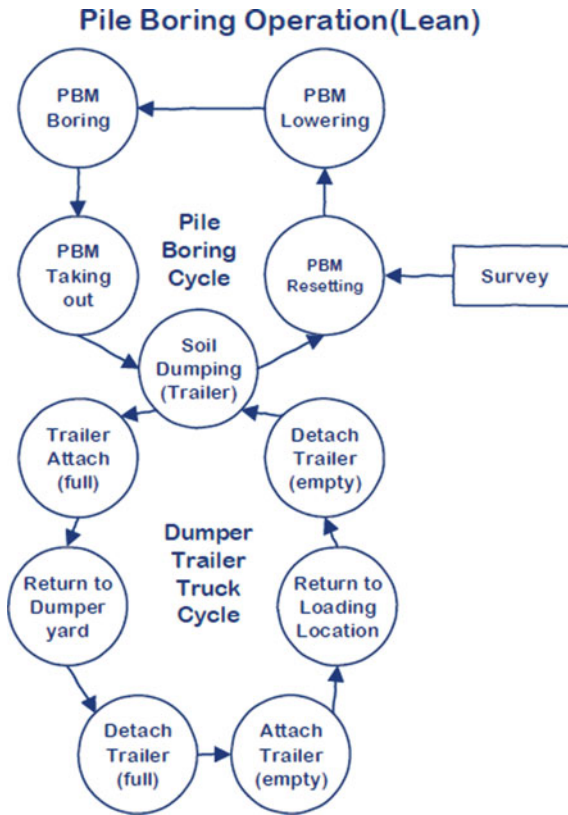 Pile Boring Operation(Lean)
PBM
Boring
PBM
Lowering
PBM
Taking
out
Pile
Boring
Cycle
PBM
Resetting
Survey
Soil
Dumping
(Trailer)
Trailer
Attach
(full)
Detach
Trailer
(empty)
Return to
Dumper
yard
Dumper
Trailer
Truck
Cycle
Return to
Loading
Location
Detach
Trailer
(full)
Attach
Trailer
(empty)